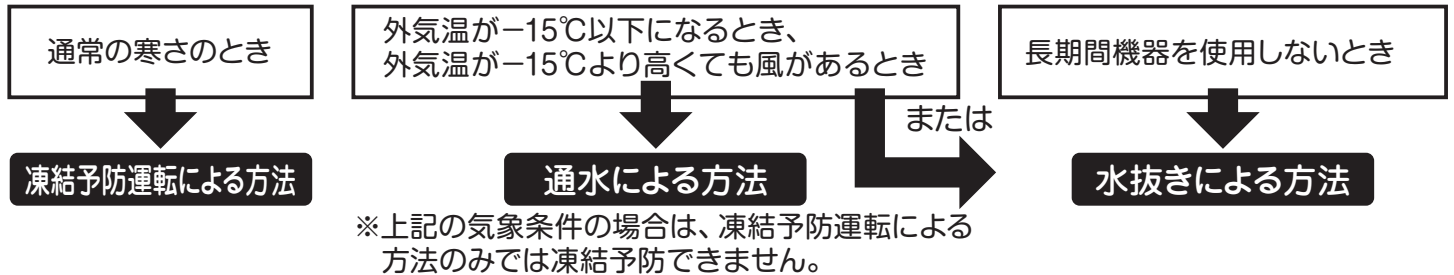 通常の寒さのとき
外気温が−15℃以下になるとき、
外気温が−15℃より高くても風があるとき
長期間機器を使用しないとき
または
凍結予防運転による方法
通水による方法
水抜きによる方法
※上記の気象条件の場合は、凍結予防運転による
方法のみでは凍結予防できません。